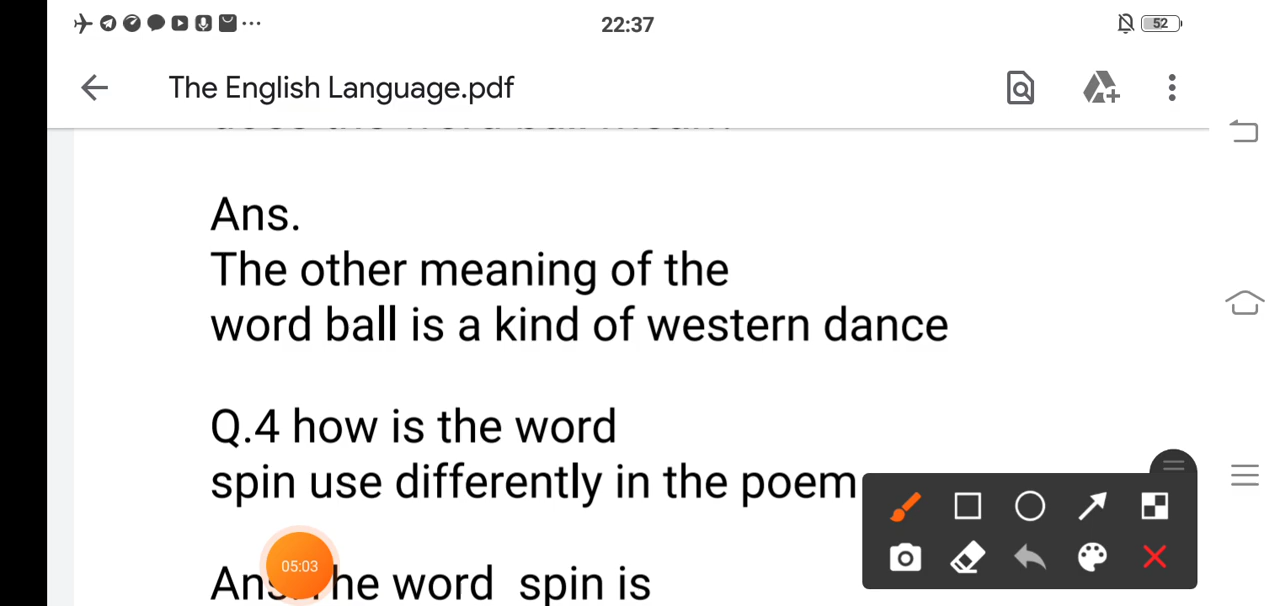 22:37
52
The English Language.pdf
Ans.
The other meaning of the
word ball is a kind of western dance
Q.4 how is the word
spin use differently in the poem
05:03
he word spin is